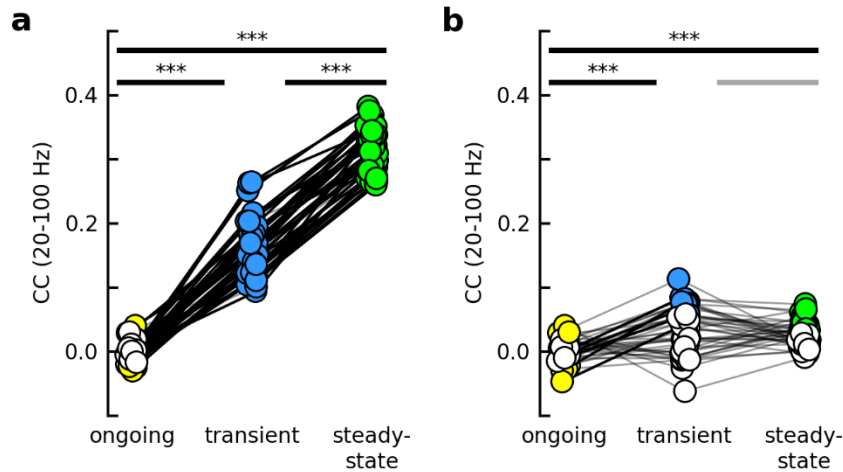 a
***
***
***
0.4
0.2
0.0
CC (20-100 Hz)
ongoing
transient
steady-
state
b
***
***
0.4
0.2
0.0
CC (20-100 Hz)
ongoing
transient
steady-
state